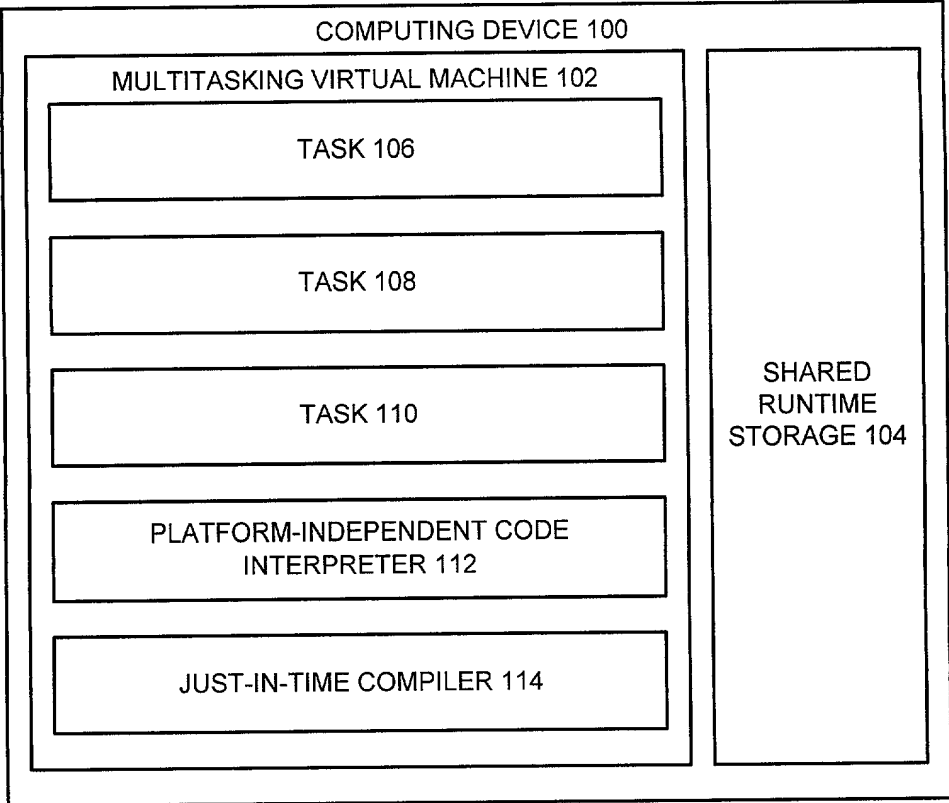 COMPUTING DEVICE 100
MULTITASKING VIRTUAL MACHINE 102
TASK 106
TASK 108
TASK 110
PLATFORM-INDEPENDENT CODE
INTERPRETER 112
JUST-IN-TIME COMPILER 114
SHARED
RUNTIME
STORAGE 104